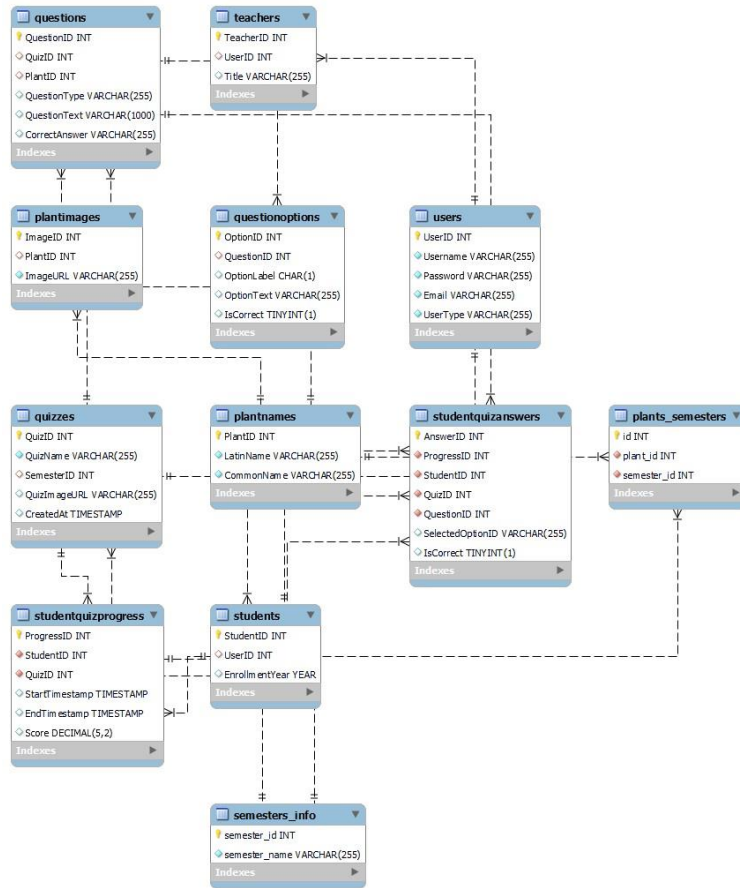 questions
QuestionID INT
QuizID INT
PlantID INT
QuestionType VARCHAR(255)
QuestionText VARCHAR(1000)
CorrectAnswer VARCHAR(255)
Indexes
teachers
TeacherID INT
UserID INT
Title VARCHAR(255)
Indexes
plantimages
ImageID INT
PlantID INT
ImageURL VARCHAR(255)
Indexes
questionoptions
OptionID INT
QuestionID INT
OptionLabel CHAR(1)
OptionText VARCHAR(255)
IsCorrect TINYINT(1)
Indexes
users
UserID INT
Username VARCHAR(255)
Password VARCHAR(255)
Email VARCHAR(255)
UserType VARCHAR(255)
Indexes
quizzes
QuizID INT
QuizName VARCHAR(255)
SemesterID INT
QuizImageURL VARCHAR(255)
CreatedAt TIMESTAMP
Indexes
plantnames
PlantID INT
LatinName VARCHAR(255)
CommonName VARCHAR(255)
Indexes
studentquizanswers
AnswerID INT
ProgressID INT
StudentID INT
QuizID INT
QuestionID INT
SelectedOptionID VARCHAR(255)
IsCorrect TINYINT(1)
Indexes
plants_semesters
id INT
plant_id INT
semester_id INT
Indexes
studentquizprogress
ProgressID INT
StudentID INT
QuizID INT
StartTimestamp TIMESTAMP
EndTimestamp TIMESTAMP
Score DECIMAL(5,2)
Indexes
students
StudentID INT
UserID INT
EnrollmentYear YEAR
Indexes
semesters_info
semester_id INT
semester_name VARCHAR(255)
Indexes